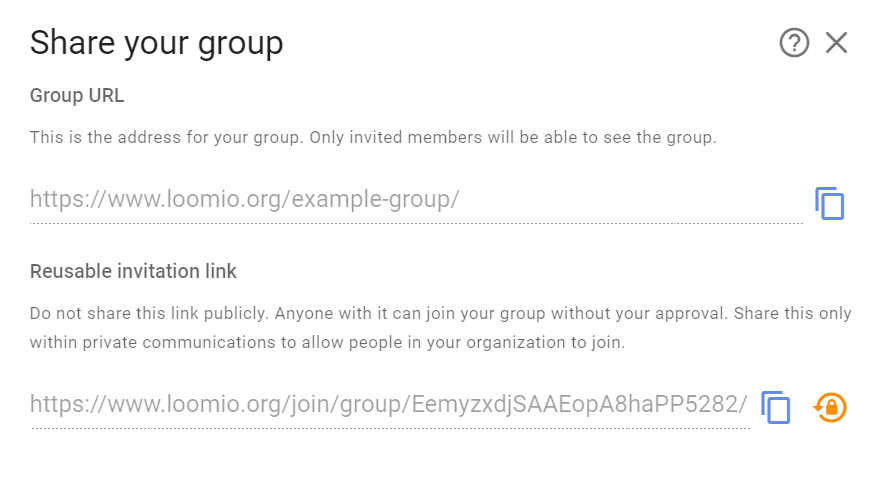 Share your group
Group URL
This is the address for your group. Only invited members will be able to see the group.
https://www.loomio.org/example-group/
Reusable invitation link
Do not share this link publicly. Anyone with it can join your group without your approval. Share this only
within private communications to allow people in your organization to join.
https://www.loomio.org/join/group/EemyzxdjSAAEopA8haPP5282/